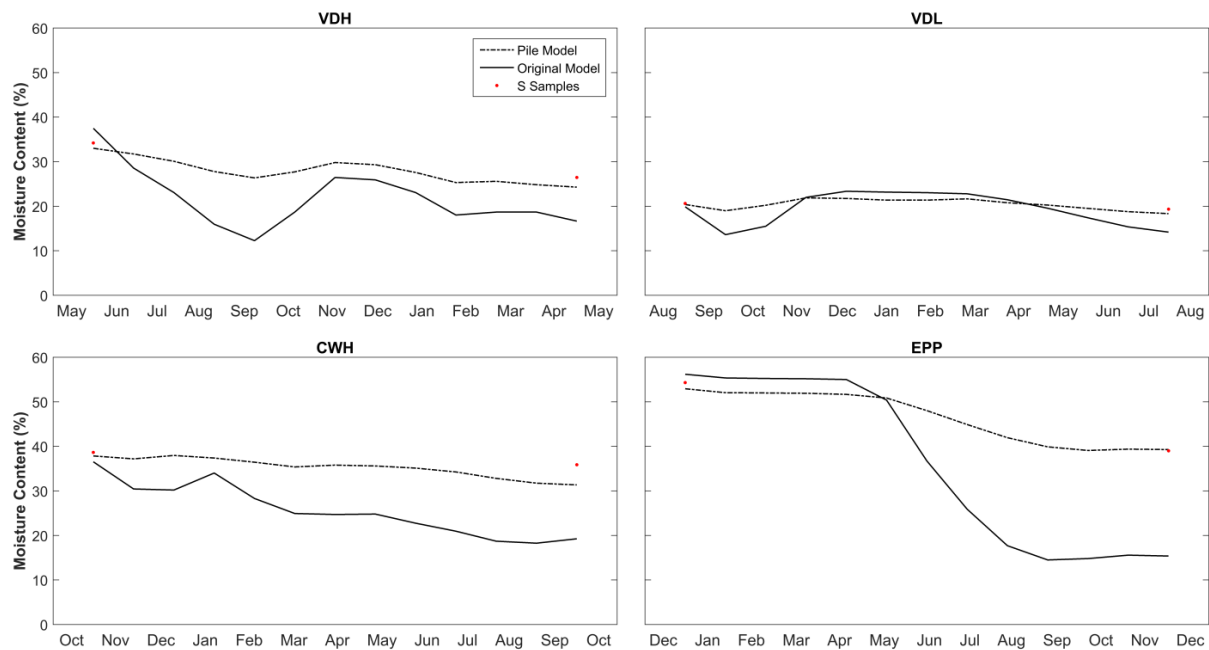 VDH
VDL
Moisture Content (%)
60
50
40
30
20
10
0
Pile Model
Original Model
S Samples
May Jun Jul Aug Sep Oct Nov Dec Jan Feb Mar Apr May
Aug Sep Oct Nov Dec Jan Feb Mar Apr May Jun Jul Aug
CWH
EPP
Moisture Content (%)
60
50
40
30
20
10
0
Oct Nov Dec Jan Feb Mar Apr May Jun Jul Aug Sep Oct
Dec Jan Feb Mar Apr May Jun Jul Aug Sep Oct Nov Dec